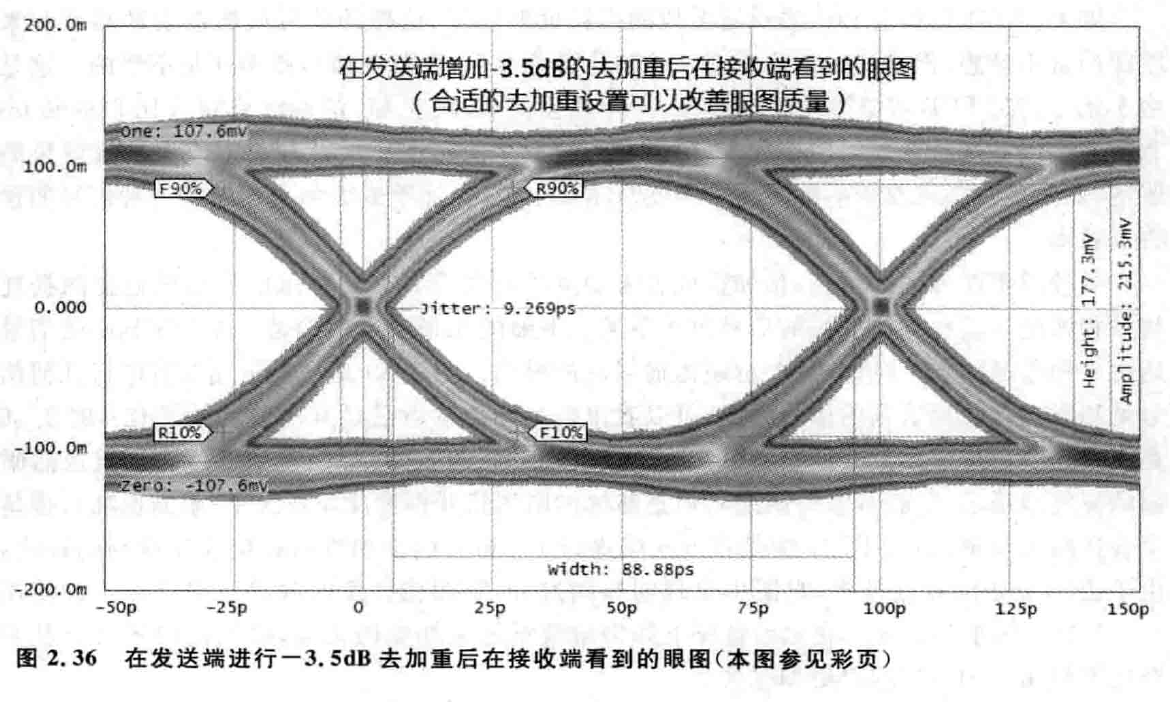 200.0m
在发送端增加-3.5dB的去加重后在接收端看到的眼图
（合适的去加重设置可以改善眼图质量）
One: 107.6mV
100.0m
F90%
R90%
0.000
Jitter: 9.269ps
Height: 177.3mV
Amplitude: 215.3mV
R10%
F10%
-100.0m
Zero: -107.6mV
Width: 88.88ps
-200.0m
-50p -25p 0 25p 50p 75p 100p 125p 150p
图 2.36 在发送端进行－3.5dB 去加重后在接收端看到的眼图(本图参见彩页)